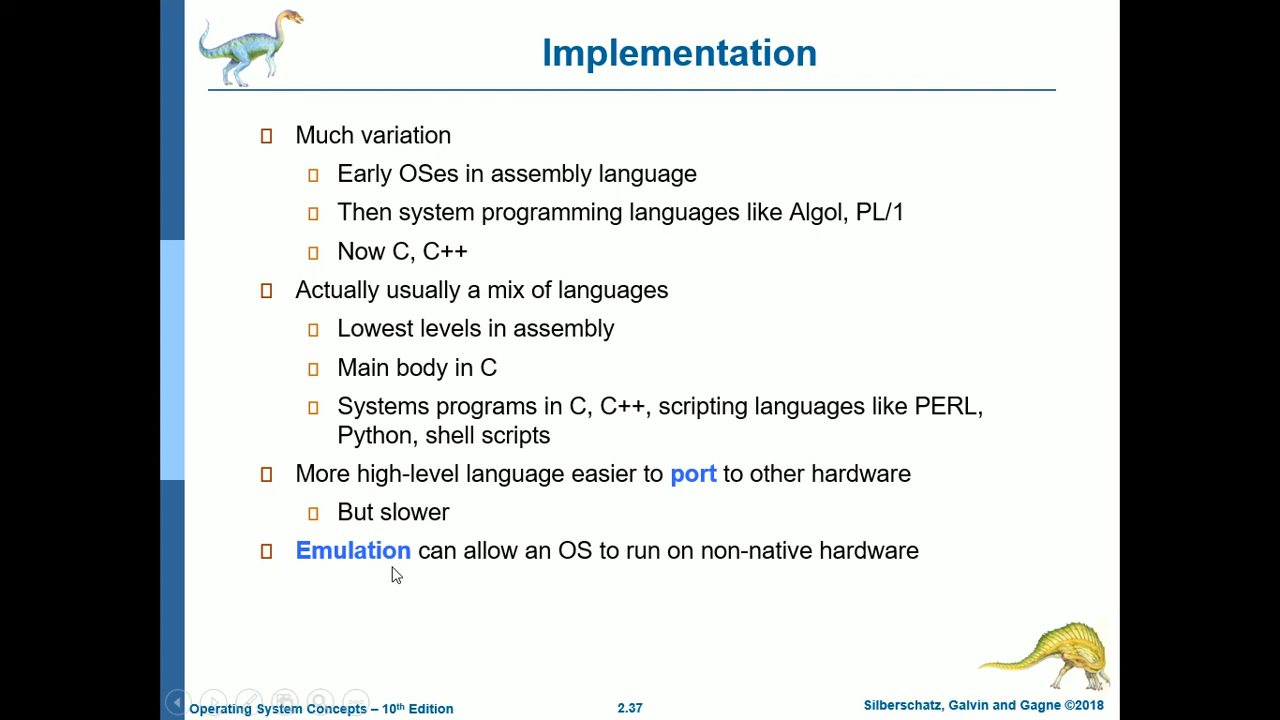 Implementation
Much variation
Early OSes in assembly language
Then system programming languages like Algol, PL/1
Now C, C++
Actually usually a mix of languages
Lowest levels in assembly
Main body in C
Systems programs in C, C++, scripting languages like PERL,
Python, shell scripts
More high-level language easier to port to other hardware
But slower
Emulation can allow an OS to run on non-native hardware
Operating System Concepts – 10th Edition
2.37
Silberschatz, Galvin and Gagne ©2018